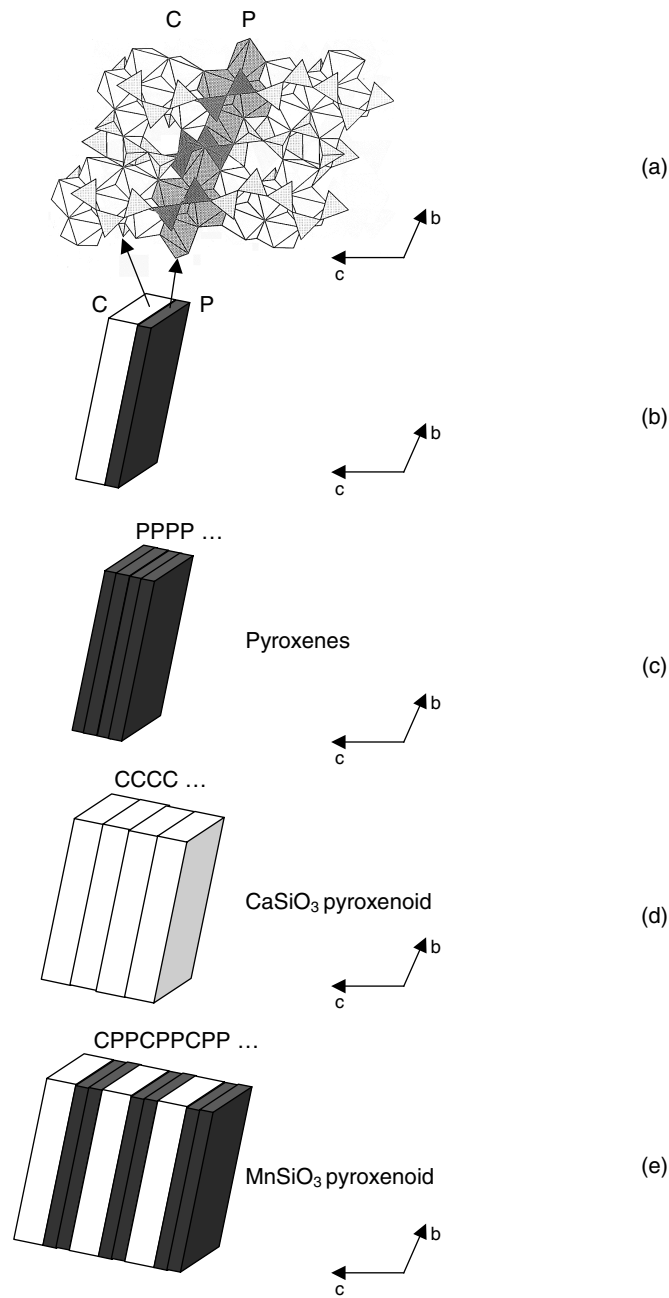 C P
(a)
b
c
C P
(b)
b
c
PPPP …
Pyroxenes
(c)
b
c
CCCC …
CaSiO₃ pyroxenoid
(d)
b
c
CPPCPPCPP …
MnSiO₃ pyroxenoid
(e)
b
c